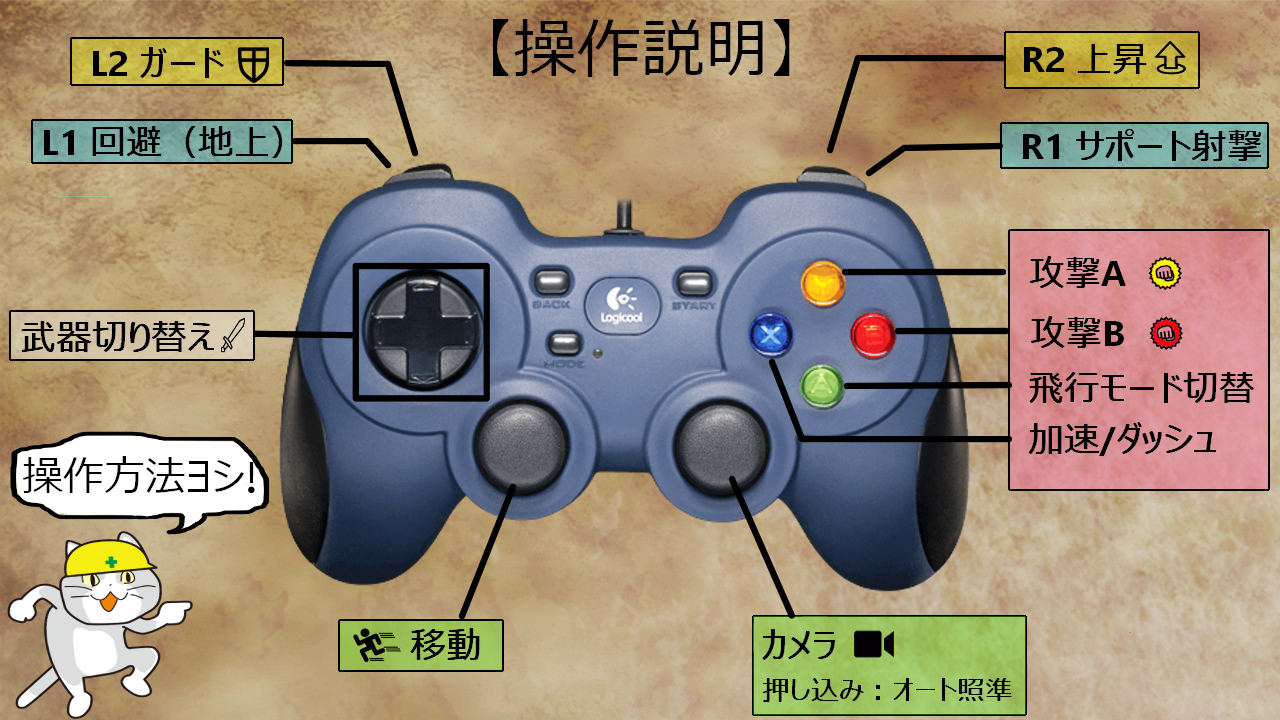 【操作説明】
L2 ガード
R2 上昇
L1 回避（地上）
R1 サポート射撃
攻撃A
攻撃B
飛行モード切替
加速/ダッシュ
武器切り替え
BACK
START
Logicool
MODE
Y
X
B
A
操作方法ヨシ!
移動
カメラ
押し込み：オート照準